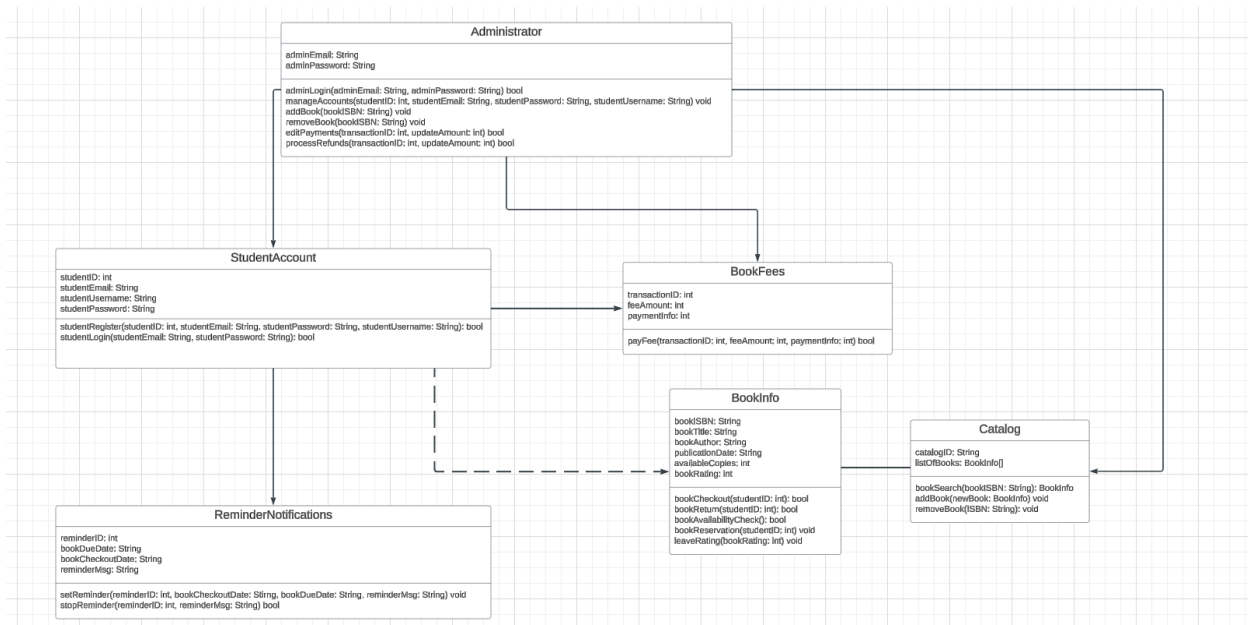 Administrator
adminEmail: String
adminPassword: String
adminLogin(adminEmail: String, adminPassword: String) bool
manageAccounts(studentID: int, studentEmail: String, studentPassword: String, studentUsername: String) void
addBook(bookISBN: String) void
removeBook(bookISBN: String) void
editPayments(transactionID: int, updateAmount: int) bool
processRefunds(transactionID: int, updateAmount: int) bool
StudentAccount
studentID: int
studentEmail: String
studentUsername: String
studentPassword: String
studentRegister(studentID: int, studentEmail: String, studentPassword: String, studentUsername: String): bool
studentLogin(studentEmail: String, studentPassword: String): bool
BookFees
transactionID: int
feeAmount: int
paymentInfo: int
payFee(transactionID: int, feeAmount: int, paymentInfo: int) bool
BookInfo
bookISBN: String
bookTitle: String
bookAuthor: String
publicationDate: String
availableCopies: int
bookRating: int
bookCheckout(studentID: int): bool
bookReturn(studentID: int): bool
bookAvailabilityCheck(): bool
bookReservation(studentID: int) void
leaveRating(bookRating: int) void
Catalog
catalogID: String
listOfBooks: BookInfo[]
bookSearch(bookISBN: String): BookInfo
addBook(newBook: BookInfo) void
removeBook(ISBN: String): void
ReminderNotifications
reminderID: int
bookDueDate: String
bookCheckoutDate: String
reminderMsg: String
setReminder(reminderID: int, bookCheckoutDate: Stirng, bookDueDate: String, reminderMsg: String) void
stopReminder(reminderID: int, reminderMsg: String) bool